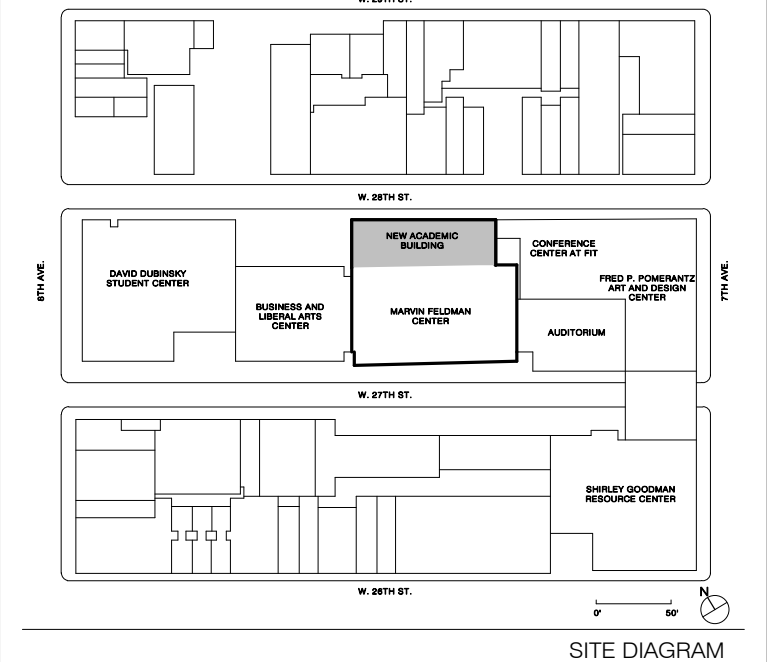 W. 28TH ST.
6TH AVE.
DAVID DUBINSKY
STUDENT CENTER
BUSINESS AND
LIBERAL ARTS
CENTER
NEW ACADEMIC
BUILDING
MARVIN FELDMAN
CENTER
CONFERENCE
CENTER AT FIT
FRED P. POMERANTZ
ART AND DESIGN
CENTER
AUDITORIUM
7TH AVE.
W. 27TH ST.
SHIRLEY GOODMAN
RESOURCE CENTER
W. 26TH ST.
0'
50'
N
SITE DIAGRAM